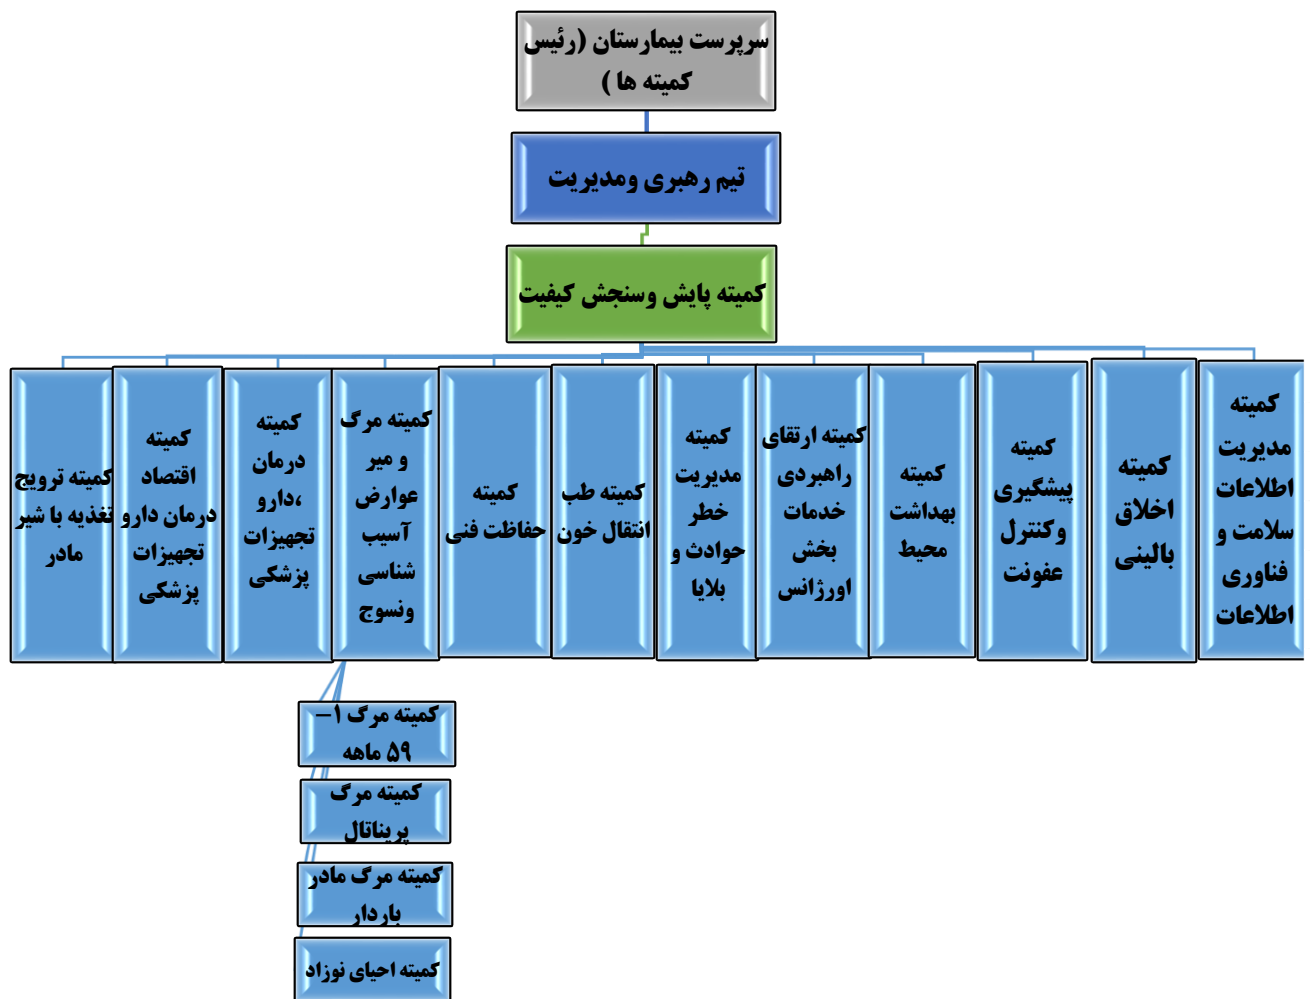 سرپرست بیمارستان (رئیس
کمیته ها )
تیم رهبری ومدیریت
کمیته پایش وسنجش کیفیت
کمیته
مدیریت
اطلاعات
سلامت و
فناوری
اطلاعات
کمیته
اخلاق
بالینی
کمیته
پیشگیری
وکنترل
عفونت
کمیته
بهداشت
محیط
کمیته ارتقای
راهبردی
خدمات
بخش
اورژانس
کمیته
مدیریت
خطر
حوادث و
بلایا
کمیته طب
انتقال خون
کمیته
حفاظت فنی
کمیته مرگ
و میر
عوارض
آسیب
شناسی
ونسوج
کمیته
درمان
،دارو
تجهیزات
پزشکی
کمیته
اقتصاد
درمان دارو
تجهیزات
پزشکی
کمیته ترویج
تغذیه با شیر
مادر
کمیته مرگ ۱–
۵۹ ماهه
کمیته مرگ
پریناتال
کمیته مرگ مادر
باردار
کمیته احیای نوزاد